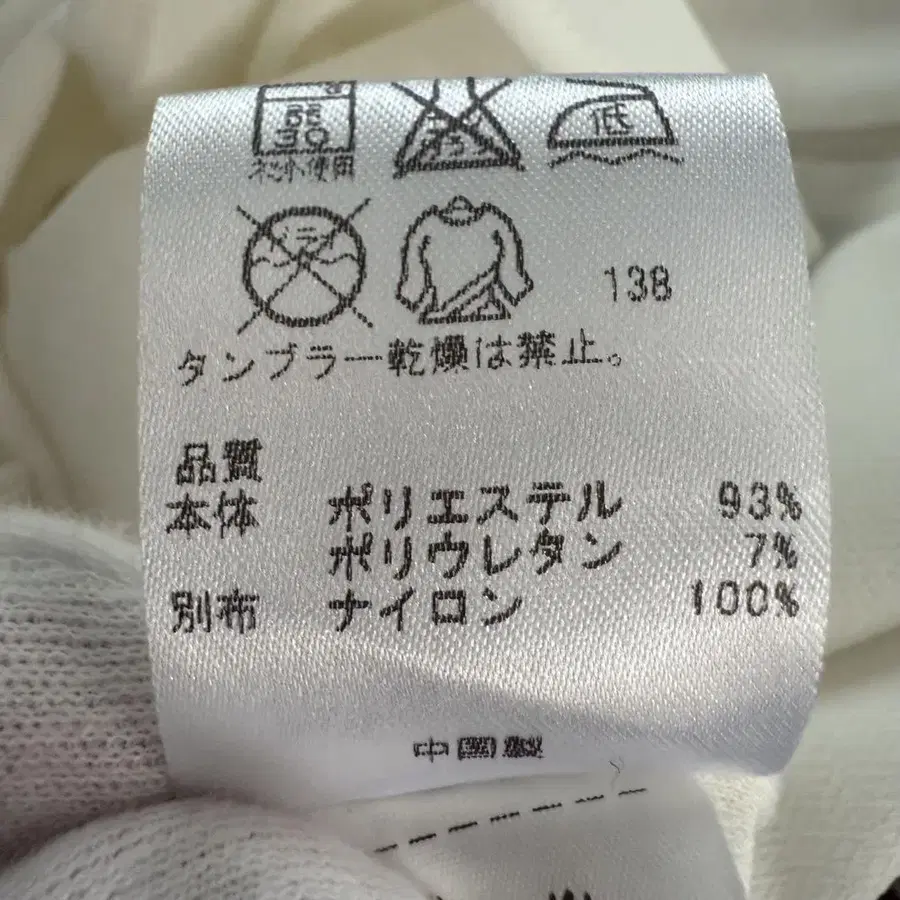 弱
30
ネット使用
低
138
タンブラー乾燥は禁止。
品質
本体 ポリエステル 93%
ポリウレタン 7%
別布 ナイロン 100%
中国製